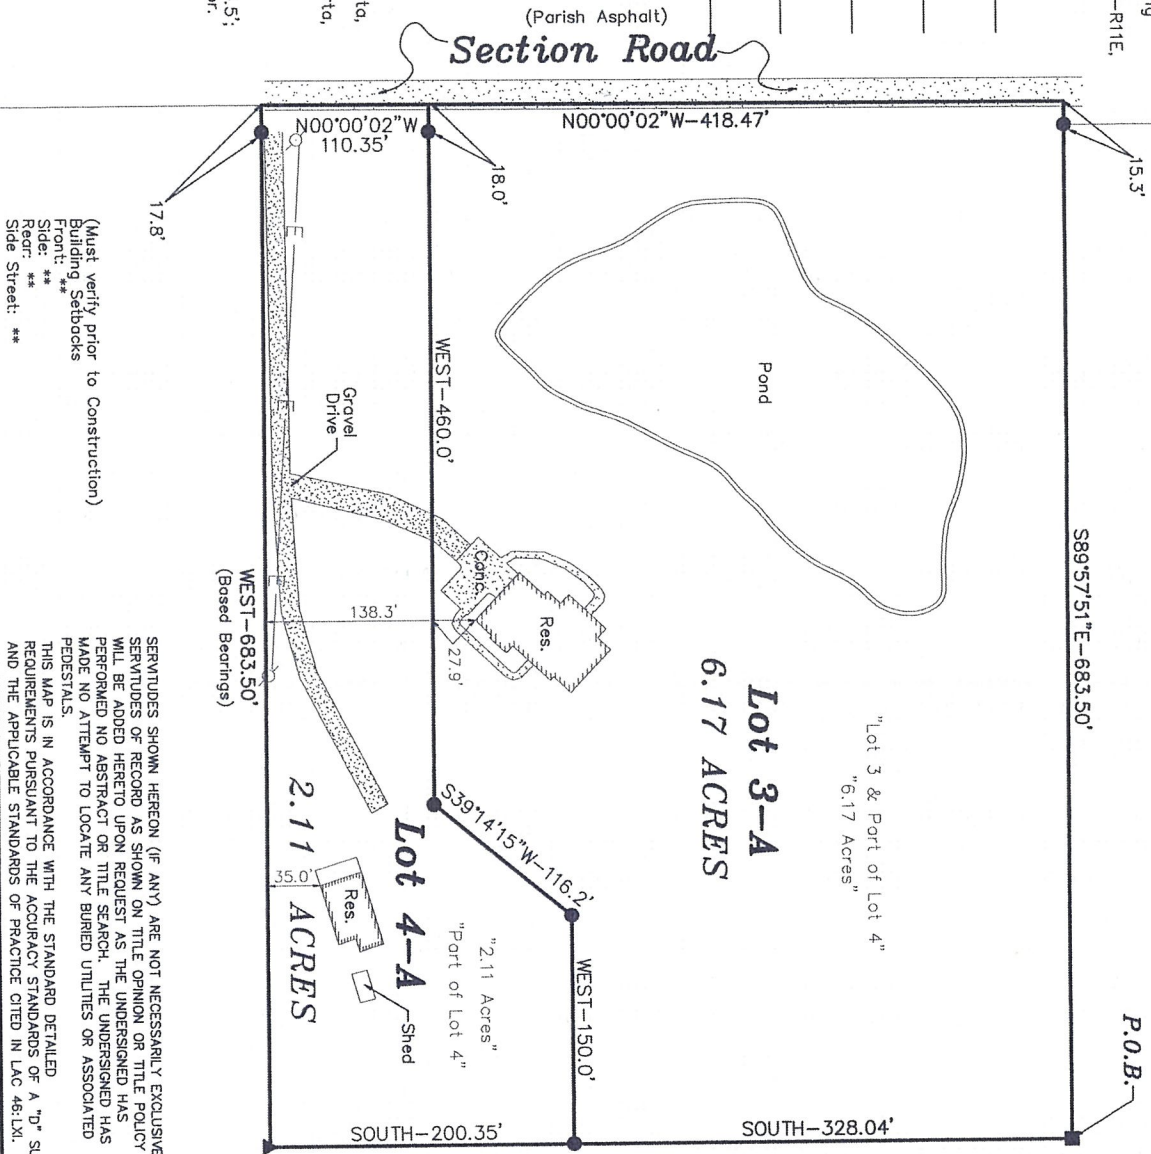 (Parish Asphalt)
Section Road
-R11E,
ta,
rta,
.5';
or.
N00°00'02"W
110.35'
N00°00'02"W-418.47'
17.8'
18.0'
15.3'
(Must verify prior to Construction)
Building Setbacks
Front: **
Side: **
Rear: **
Side Street: **
E
E
E
Gravel
Drive
WEST-460.0'
Pond
S89°57'51"E-683.50'
Conc.
Res.
138.3'
27.9'
WEST-683.50'
(Based Bearings)
Lot 3-A
6.17 ACRES
"Lot 3 & Part of Lot 4"
"6.17 Acres"
S39°14'15"W-116.2'
WEST-150.0'
Lot 4-A
2.11 ACRES
"2.11 Acres"
"Part of Lot 4"
Res.
35.0'
Shed
SOUTH-200.35'
SOUTH-328.04'
P.O.B.
SERVITUDES SHOWN HEREON (IF ANY) ARE NOT NECESSARILY EXCLUSIVE
SERVITUDES OF RECORD AS SHOWN ON TITLE OPINION OR TITLE POLICY
WILL BE ADDED HERETO UPON REQUEST AS THE UNDERSIGNED HAS
PERFORMED NO ABSTRACT OR TITLE SEARCH. THE UNDERSIGNED HAS
MADE NO ATTEMPT TO LOCATE ANY BURIED UTILITIES OR ASSOCIATED
PEDESTALS.
THIS MAP IS IN ACCORDANCE WITH THE STANDARD DETAILED
REQUIREMENTS PURSUANT TO THE ACCURACY STANDARDS OF A "D" SU
AND THE APPLICABLE STANDARDS OF PRACTICE CITED IN LAC 46:LXI.